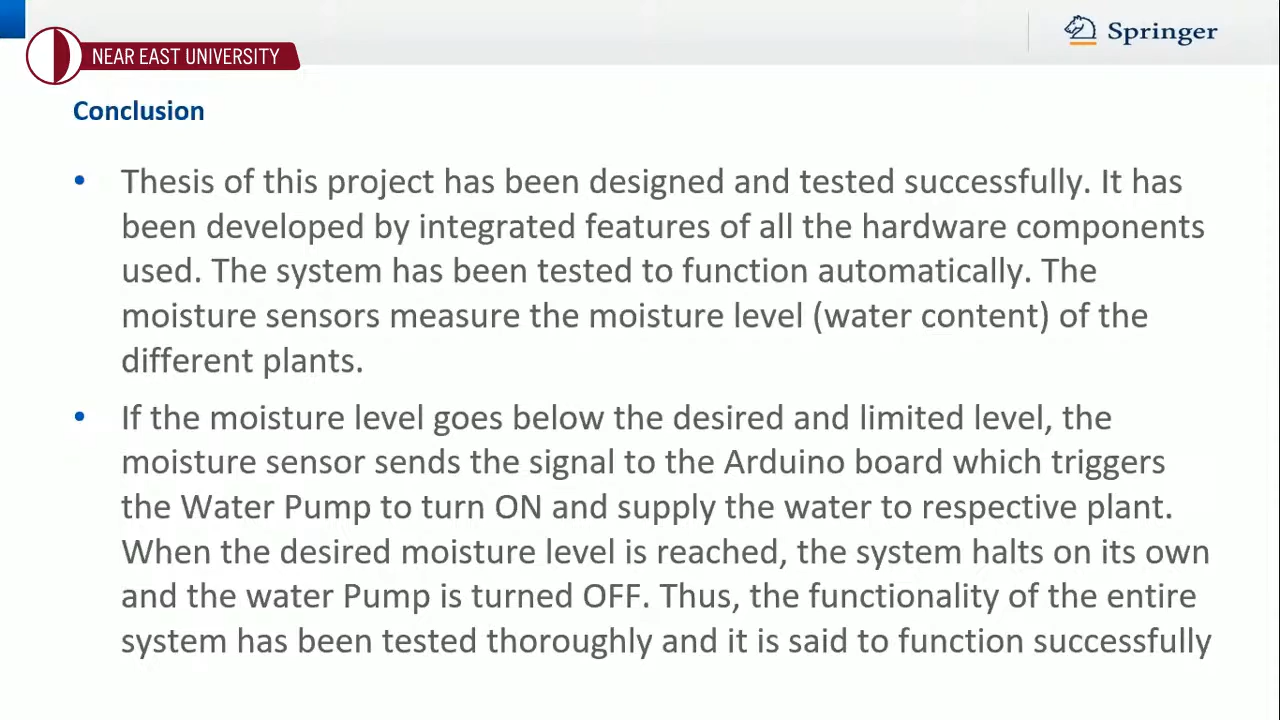 NEAR EAST UNIVERSITY
Springer
Conclusion
• Thesis of this project has been designed and tested successfully. It has
been developed by integrated features of all the hardware components
used. The system has been tested to function automatically. The
moisture sensors measure the moisture level (water content) of the
different plants.
• If the moisture level goes below the desired and limited level, the
moisture sensor sends the signal to the Arduino board which triggers
the Water Pump to turn ON and supply the water to respective plant.
When the desired moisture level is reached, the system halts on its own
and the water Pump is turned OFF. Thus, the functionality of the entire
system has been tested thoroughly and it is said to function successfully